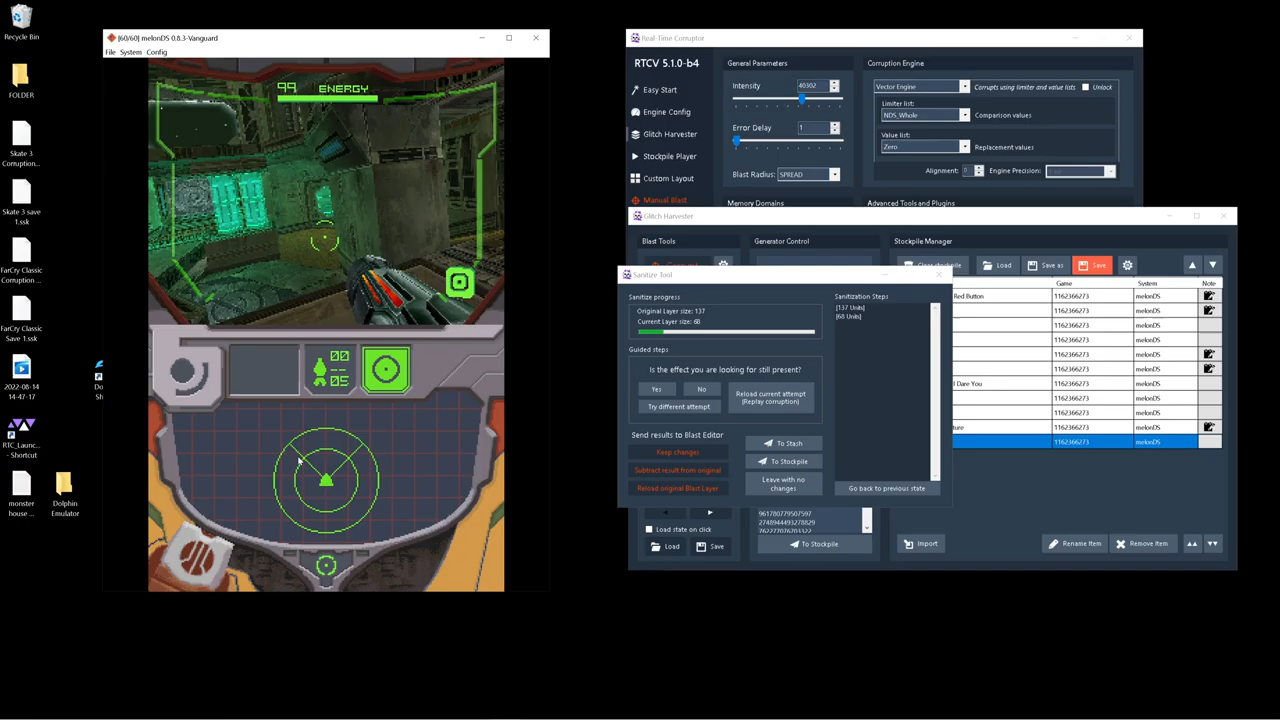 Recycle Bin
FOLDER
Skate 3
Corruption...
Skate 3 save
1.ssk
FarCry Classic
Corruption ...
FarCry Classic
Save 1.ssk
2022-08-14
14-47-17
RTC_Launc...
- Shortcut
monster
house ...
Dolphin
Emulator
[60/60] melonDS 0.8.3-Vanguard
File System Config
99 ENERGY
00
--
05
Real-Time Corruptor
RTCV 5.1.0-b4
Easy Start
Engine Config
Glitch Harvester
Stockpile Player
Custom Layout
Manual Blast
General Parameters
Intensity 40302
Error Delay 1
Blast Radius: SPREAD
Memory Domains
Corruption Engine
Vector Engine Corrupts using limiter and value lists Unlock
Limiter list:
NDS_Whole Comparison values
Value list:
Zero Replacement values
Alignment: 0 Engine Precision:
Advanced Tools and Plugins
Glitch Harvester
Blast Tools
Generator Control
Stockpile Manager
Load Save as Save
Game System Note
Red Button 1162366273 melonDS
1162366273 melonDS
1162366273 melonDS
1162366273 melonDS
1162366273 melonDS
1162366273 melonDS
I Dare You 1162366273 melonDS
1162366273 melonDS
1162366273 melonDS
ture 1162366273 melonDS
1162366273 melonDS
Sanitize Tool
Sanitize progress
Original Layer size: 137
Current Layer size: 68
Guided steps
Is the effect you are looking for still present?
Yes No
Try different attempt
Reload current attempt
(Replay corruption)
Send results to Blast Editor
Keep changes
Subtract result from original
Reload original Blast Layer
To Stash
To Stockpile
Leave with no
changes
Sanitization Steps
[137 Units]
[68 Units]
Go back to previous state
Load state on click
Load Save
961780779507597
2748944493278829
To Stockpile
Import
Rename Item
Remove Item